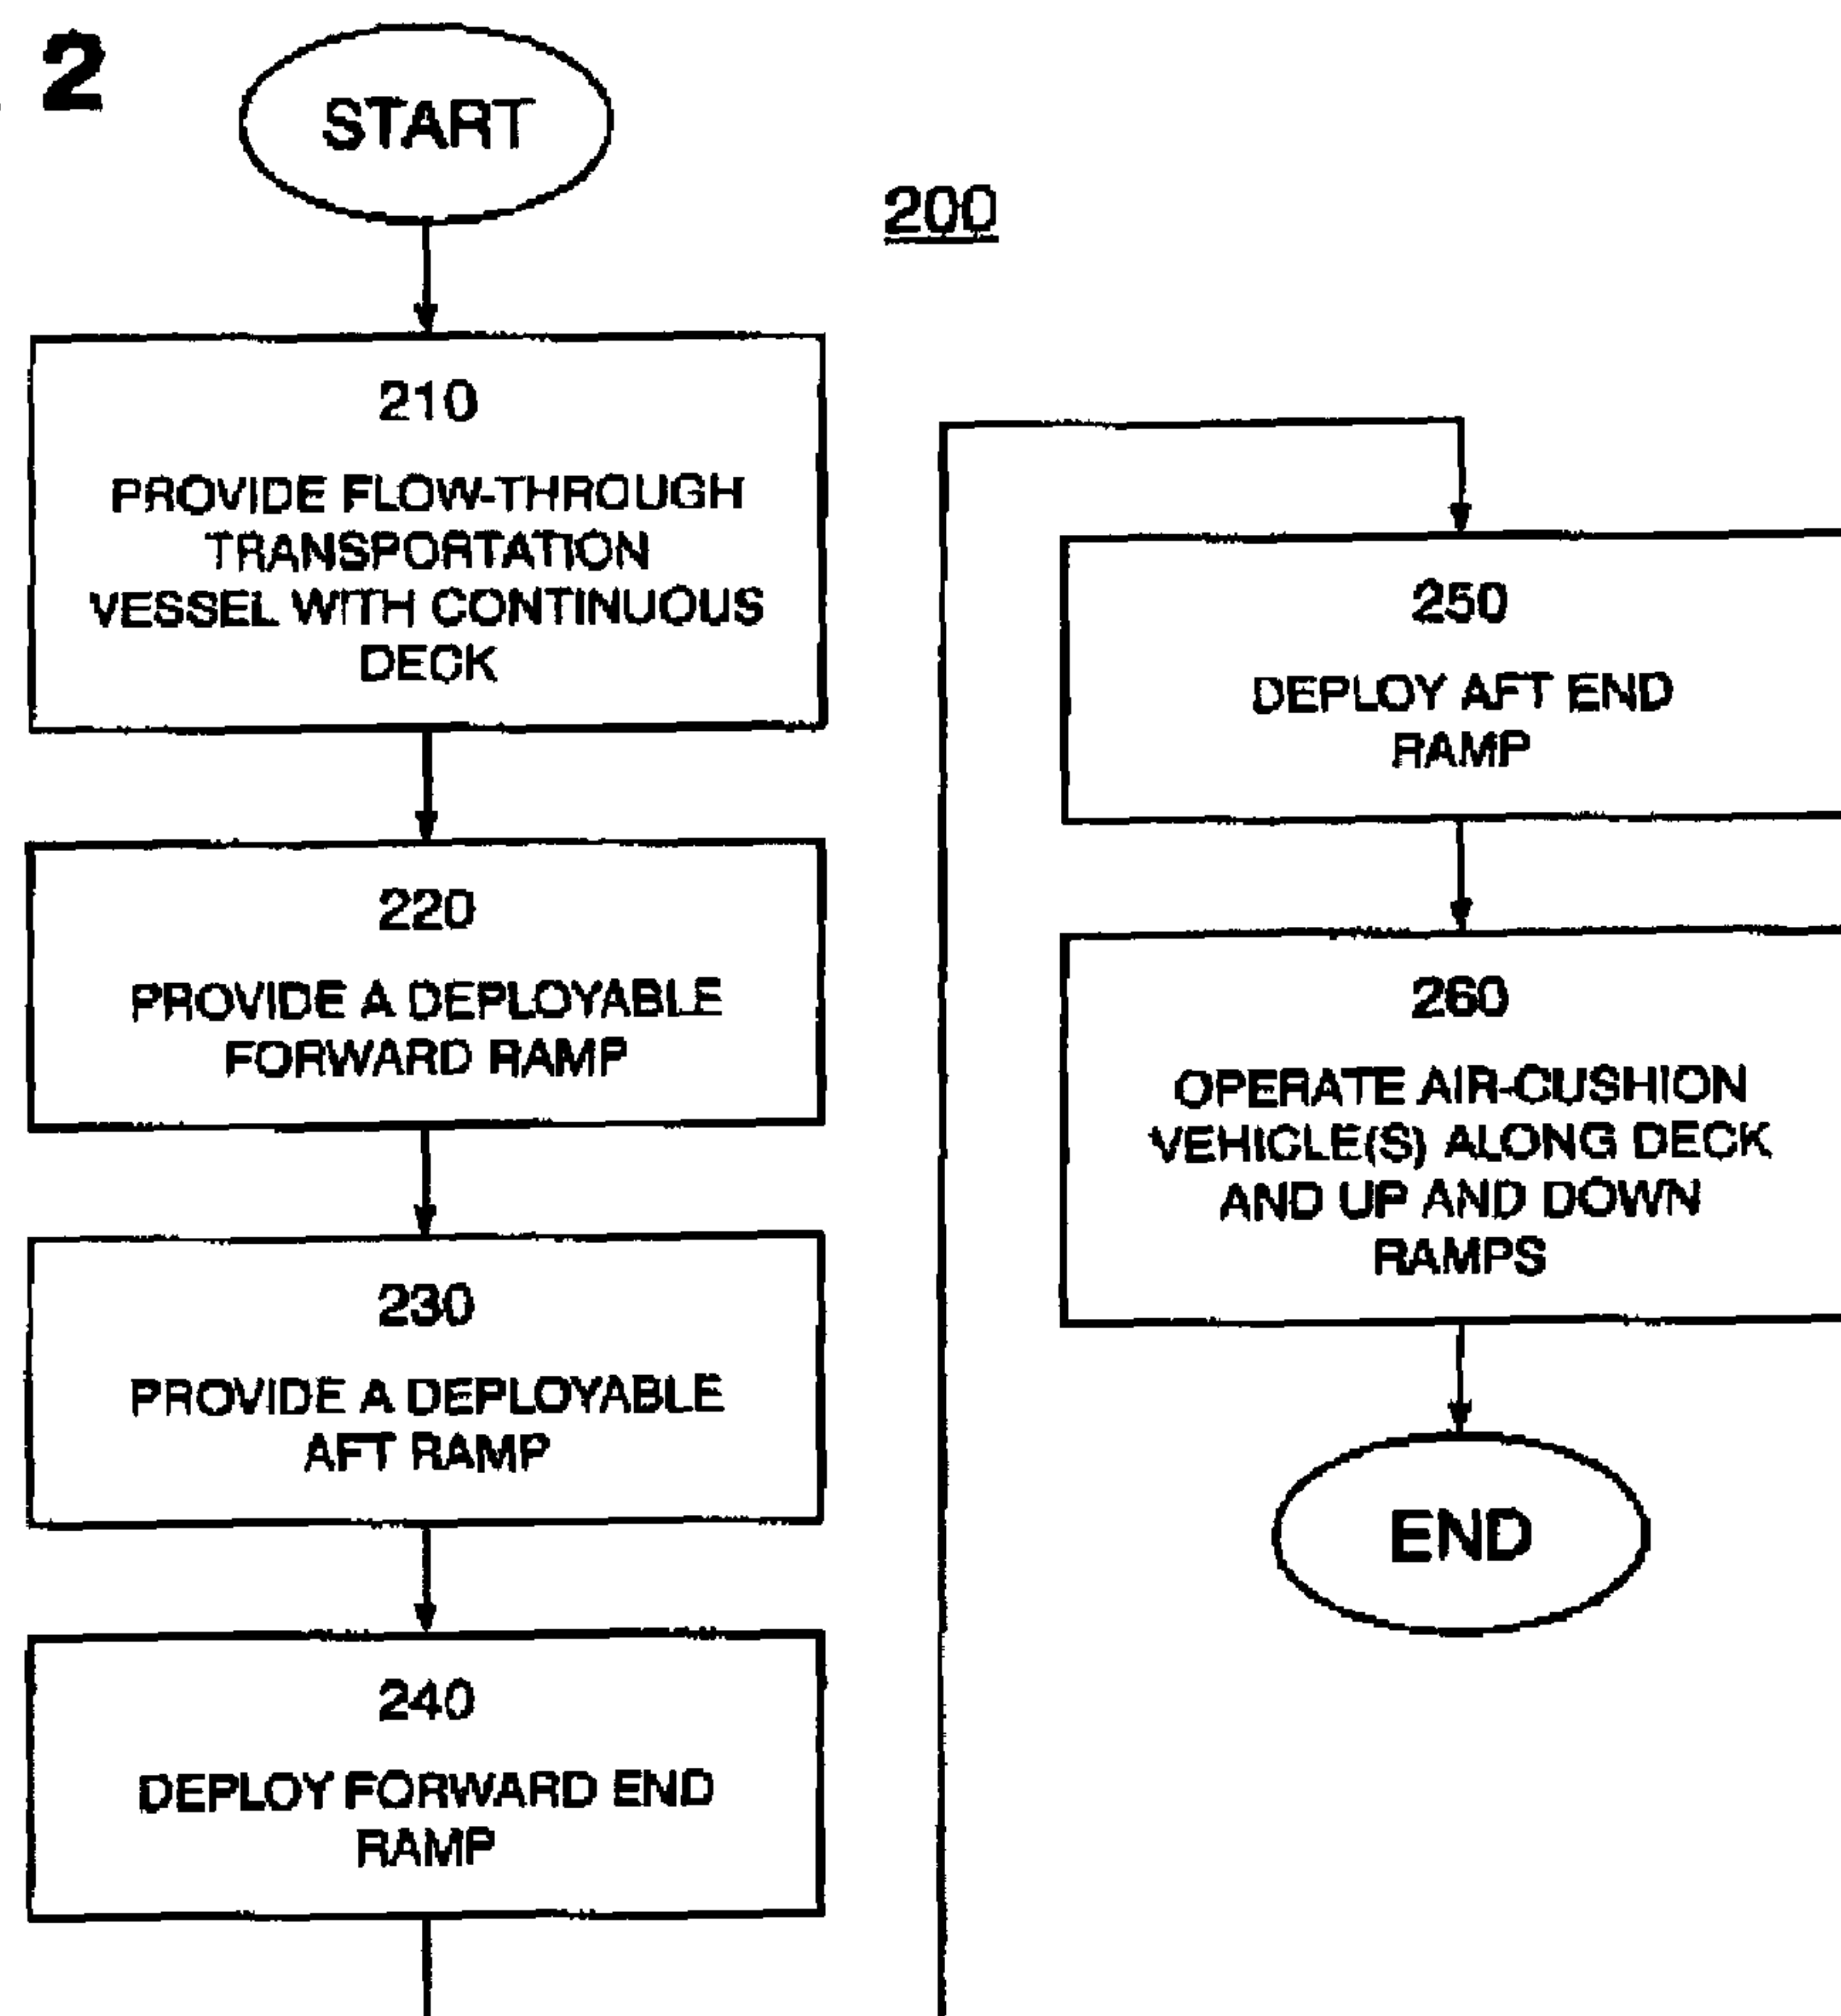 2
START
200
210
PROVIDE FLOW-THROUGH
TRANSPORTATION
VESSEL WITH CONTINUOUS
DECK
220
PROVIDE A DEPLOYABLE
FORWARD RAMP
230
PROVIDE A DEPLOYABLE
AFT RAMP
240
DEPLOY FORWARD END
RAMP
250
DEPLOY AFT END
RAMP
260
OPERATE AIR-CUSHION
VEHICLE(S) ALONG DECK
AND UP AND DOWN
RAMPS
END